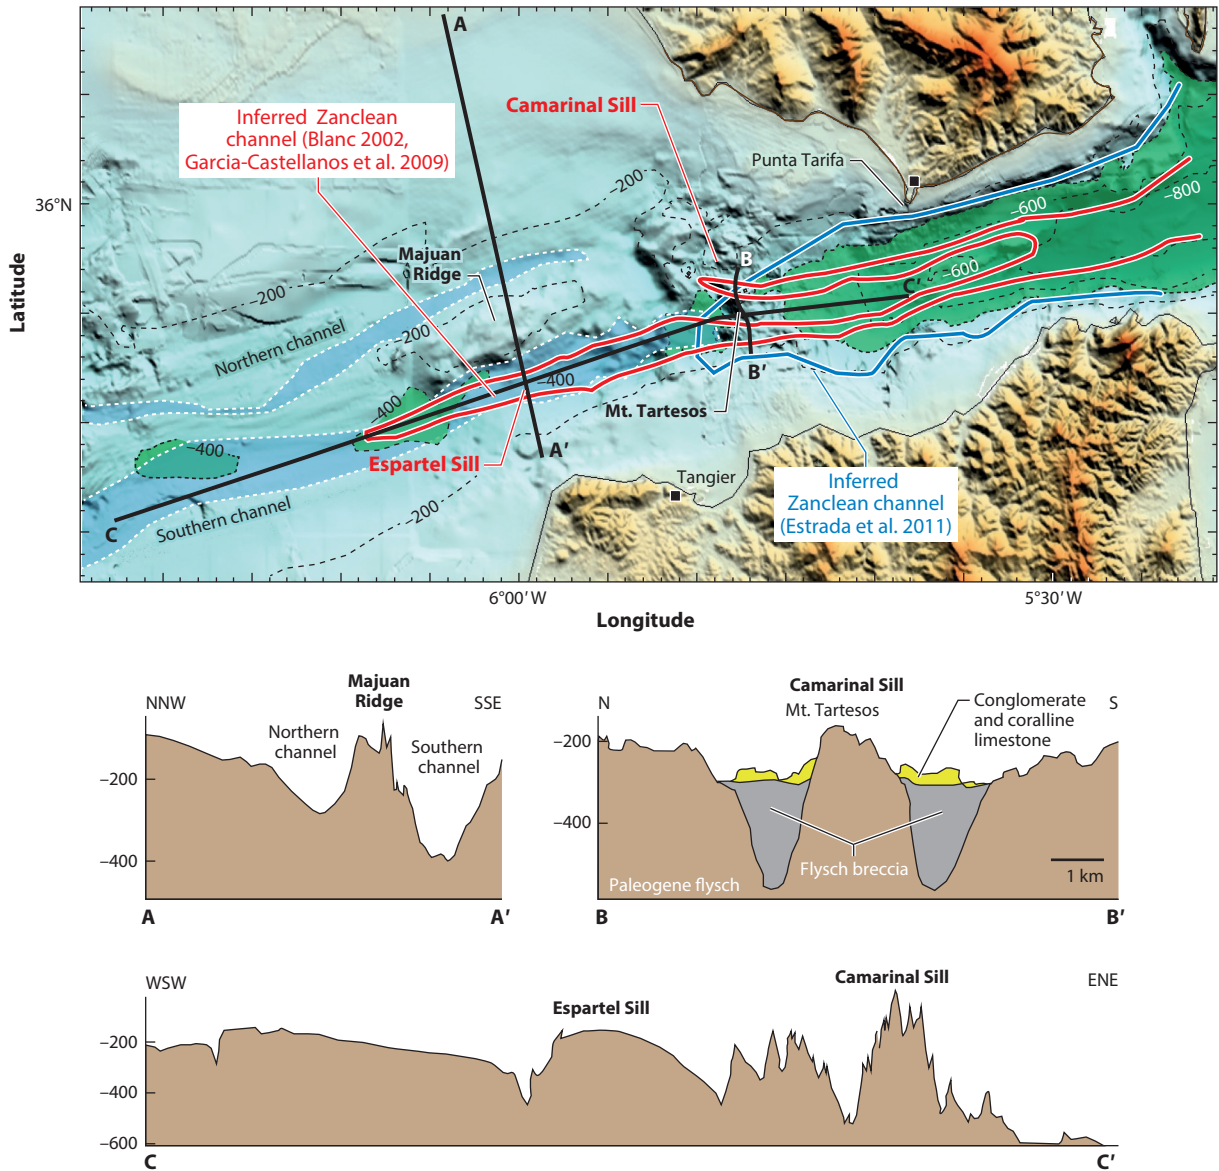 A
Inferred Zanclean
channel (Blanc 2002,
Garcia-Castellanos et al. 2009)
Camarinal Sill
Punta Tarifa
–200
–600
–800
36°N
Majuan
Ridge
B
–600
C′
–200
–200
Northern channel
–400
–400
B′
Mt. Tartesos
–400
A′
Espartel Sill
Tangier
Inferred
Zanclean channel
(Estrada et al. 2011)
–200
Southern channel
C
Latitude
6°00′W
5°30′W
Longitude
NNW
Majuan
Ridge
SSE
Northern
channel
Southern
channel
–200
–400
A
A′
N
Camarinal Sill
Mt. Tartesos
S
Conglomerate
and coralline
limestone
–200
–400
Flysch breccia
Paleogene flysch
1 km
B
B′
WSW
Espartel Sill
Camarinal Sill
ENE
–200
–400
–600
C
C′